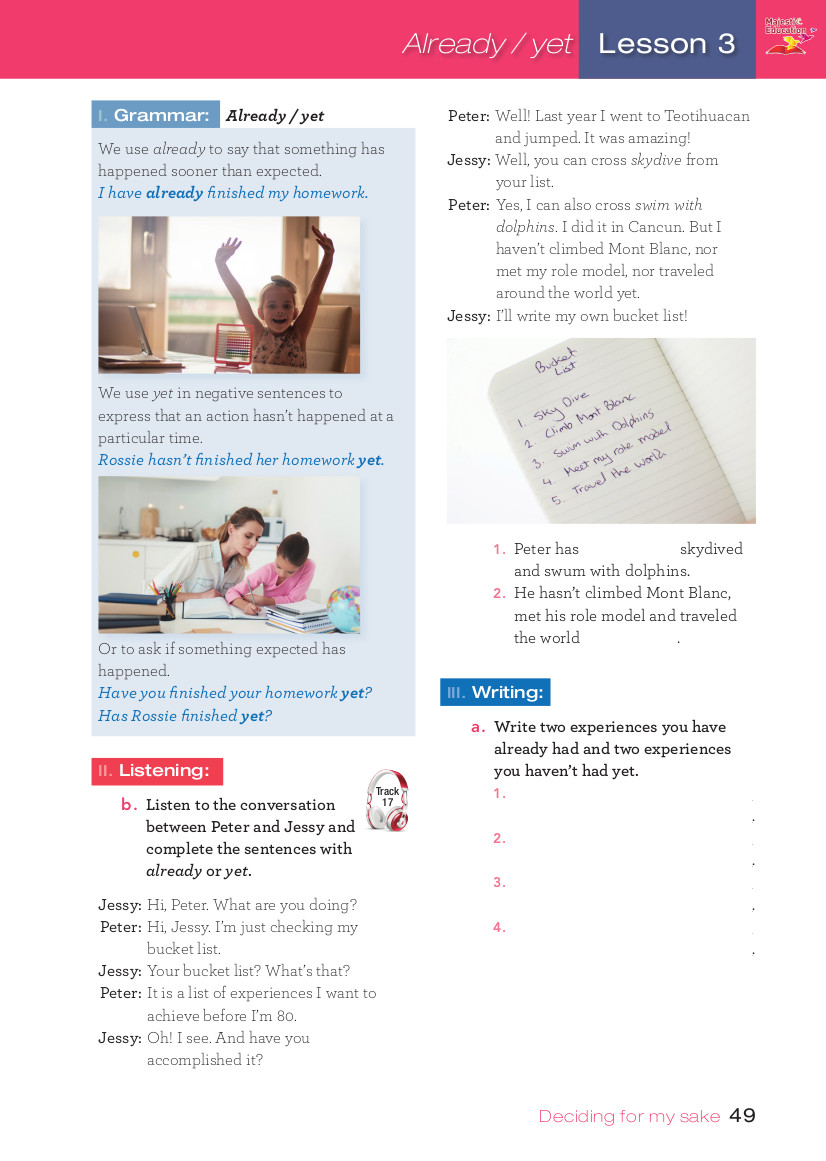 Already / yet Lesson 3
Majestic
Education
I. Grammar: Already / yet
We use already to say that something has
happened sooner than expected.
I have already finished my homework.
We use yet in negative sentences to
express that an action hasn't happened at a
particular time.
Rossie hasn't finished her homework yet.
Or to ask if something expected has
happened.
Have you finished your homework yet?
Has Rossie finished yet?
II. Listening:
Track
17
b. Listen to the conversation
between Peter and Jessy and
complete the sentences with
already or yet.
Jessy: Hi, Peter. What are you doing?
Peter: Hi, Jessy. I'm just checking my
bucket list.
Jessy: Your bucket list? What's that?
Peter: It is a list of experiences I want to
achieve before I'm 80.
Jessy: Oh! I see. And have you
accomplished it?
Peter: Well! Last year I went to Teotihuacan
and jumped. It was amazing!
Jessy: Well, you can cross skydive from
your list.
Peter: Yes, I can also cross swim with
dolphins. I did it in Cancun. But I
haven't climbed Mont Blanc, nor
met my role model, nor traveled
around the world yet.
Jessy: I'll write my own bucket list!
Bucket
List
1. Sky Dive
2. Climb Mont Blanc
3. Swim with Dolphins
4. Meet my role model
5. Travel the world
1. Peter has skydived
and swum with dolphins.
2. He hasn't climbed Mont Blanc,
met his role model and traveled
the world .
III. Writing:
a. Write two experiences you have
already had and two experiences
you haven't had yet.
1.
.
2.
.
3.
.
4.
.
Deciding for my sake 49